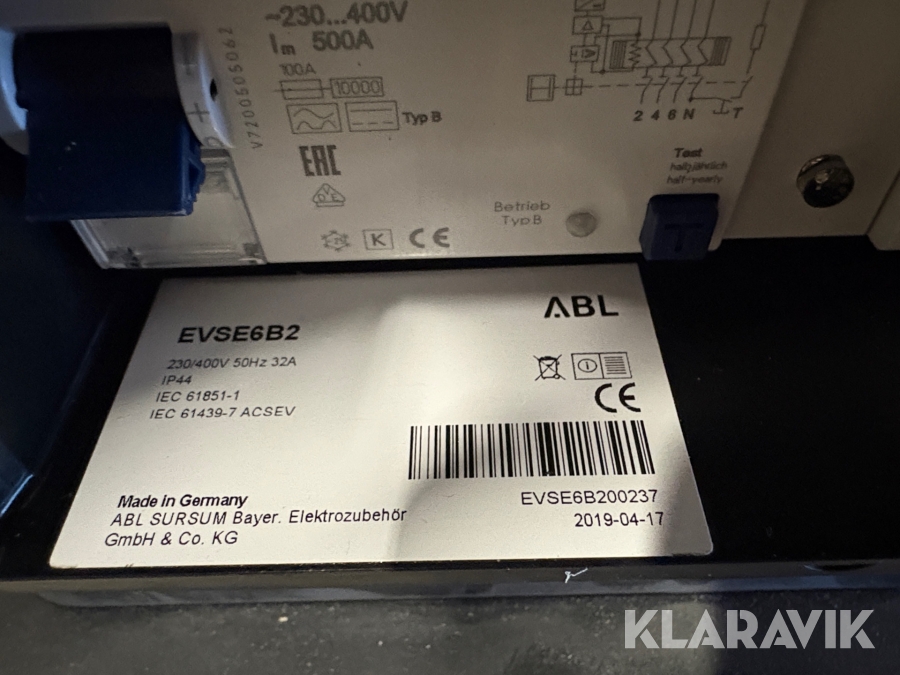 ~230...400V
Im 500A
100A
10000
Typ B
V7200505062
EAC
2 4 6 N
T
Test
halbjährlich
half-yearly
Betrieb
Typ B
K
CE
T
ABL
EVSE6B2
230/400V 50Hz 32A
IP44
IEC 61851-1
IEC 61439-7 ACSEV
CE
Made in Germany
ABL SURSUM Bayer. Elektrozubehör
GmbH & Co. KG
EVSE6B200237
2019-04-17
KLARAVIK